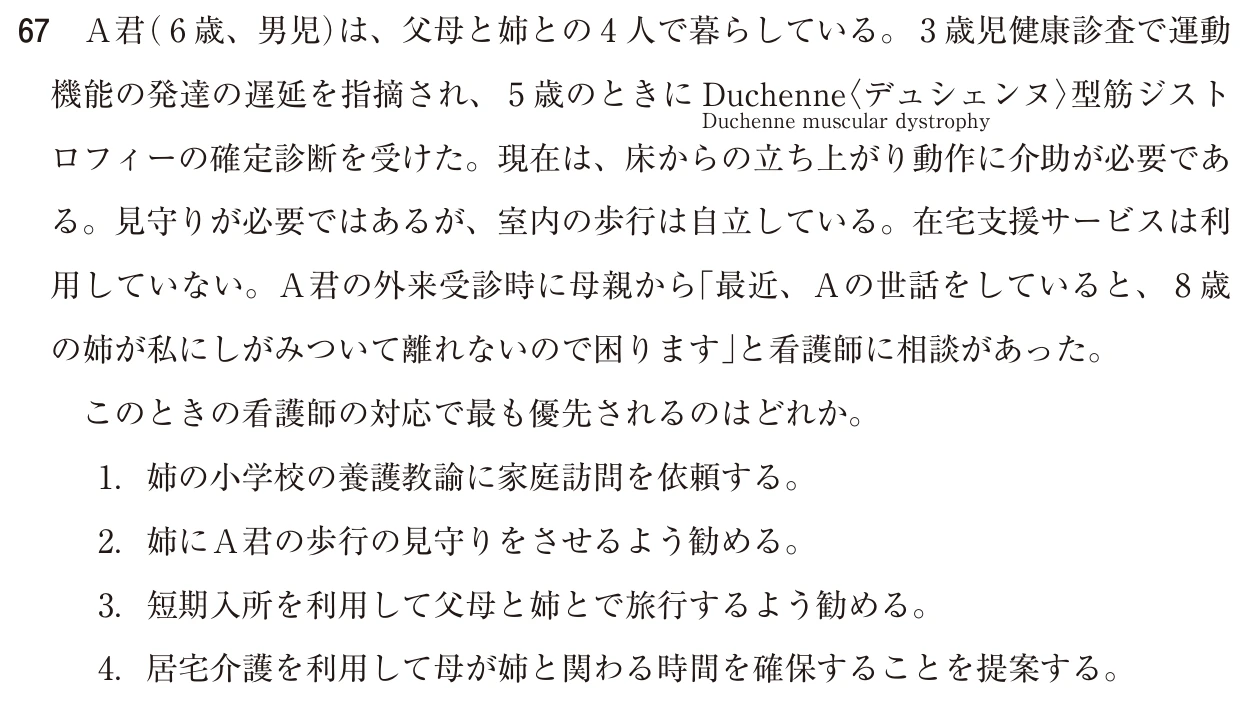 67 A君(6歳、男児)は、父母と姉との4人で暮らしている。3歳児健康診査で運動
機能の発達の遅延を指摘され、5歳のときにDuchenne〈デュシェンヌ〉型筋ジスト
Duchenne muscular dystrophy
ロフィーの確定診断を受けた。現在は、床からの立ち上がり動作に介助が必要であ
る。見守りが必要ではあるが、室内の歩行は自立している。在宅支援サービスは利
用していない。A君の外来受診時に母親から「最近、Aの世話をしていると、8歳
の姉が私にしがみついて離れないので困ります」と看護師に相談があった。
このときの看護師の対応で最も優先されるのはどれか。
1. 姉の小学校の養護教諭に家庭訪問を依頼する。
2. 姉にA君の歩行の見守りをさせるよう勧める。
3. 短期入所を利用して父母と姉とで旅行するよう勧める。
4. 居宅介護を利用して母が姉と関わる時間を確保することを提案する。